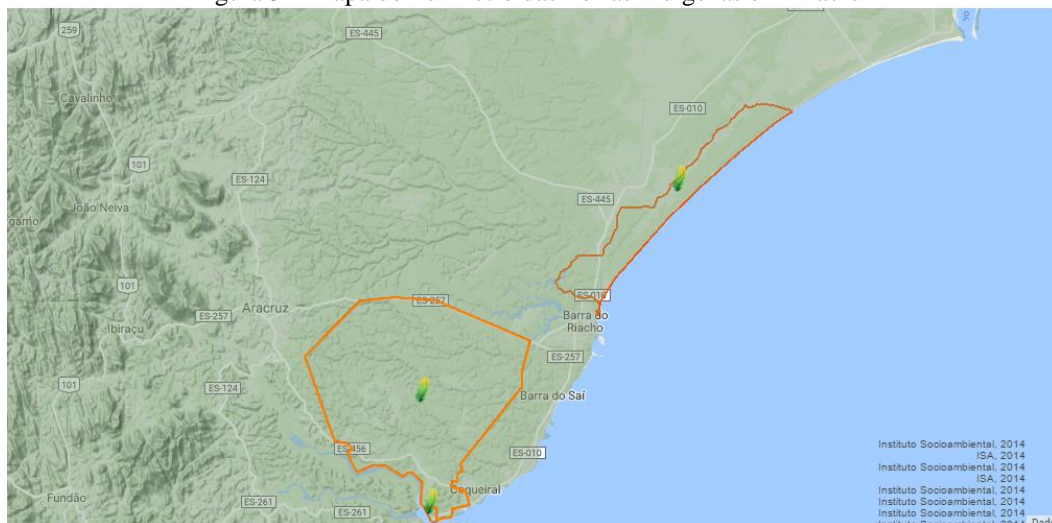 ES-445
259
Cavalinho
ES-010
101
ES-124
João Neiva
ES-445
101
ES-010
Aracruz
ES-257
Barra do
Riacho
Ibiraçu
ES-257
ES-257
101
ES-124
Barra do Saí
ES-456
ES-010
Coqueiral
Fundão
ES-261
ES-261
Instituto Socioambiental, 2014
ISA, 2014
Instituto Socioambiental, 2014
ISA, 2014
Instituto Socioambiental, 2014
Instituto Socioambiental, 2014
Instituto Socioambiental, 2014